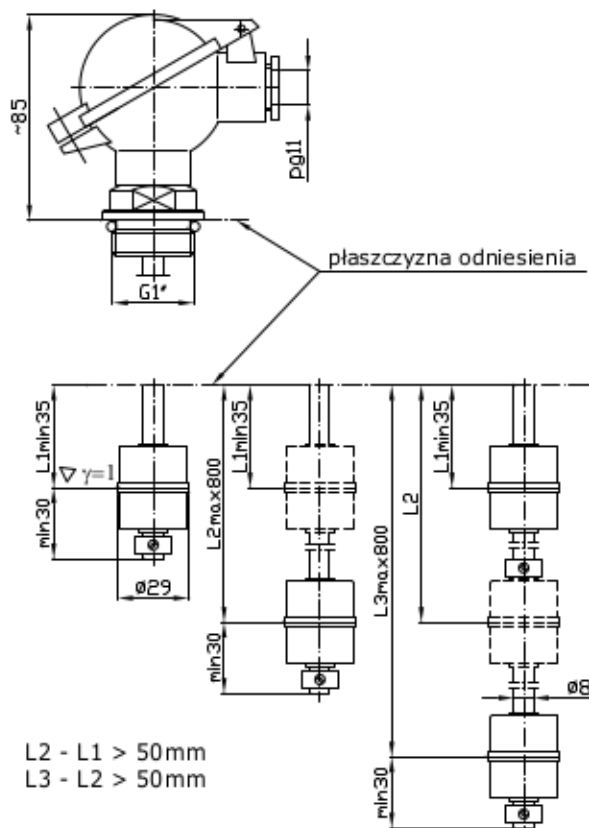 ~85
pg11
płaszczyzna odniesienia
G1"
L1min35
γ=1
min30
ø29
L2max800
L1min35
min30
L3max800
L2
L1min35
ø8
min30
L2 - L1 > 50mm
L3 - L2 > 50mm